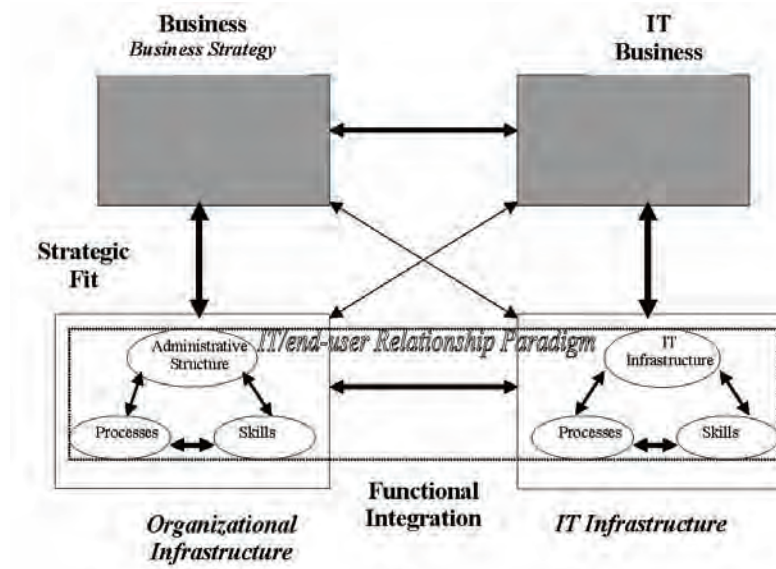 Business
Business Strategy
IT
Business
Strategic
Fit
IT/end-user Relationship Paradigm
Administrative
Structure
Processes
Skills
IT
Infrastructure
Processes
Skills
Functional
Integration
Organizational
Infrastructure
IT Infrastructure